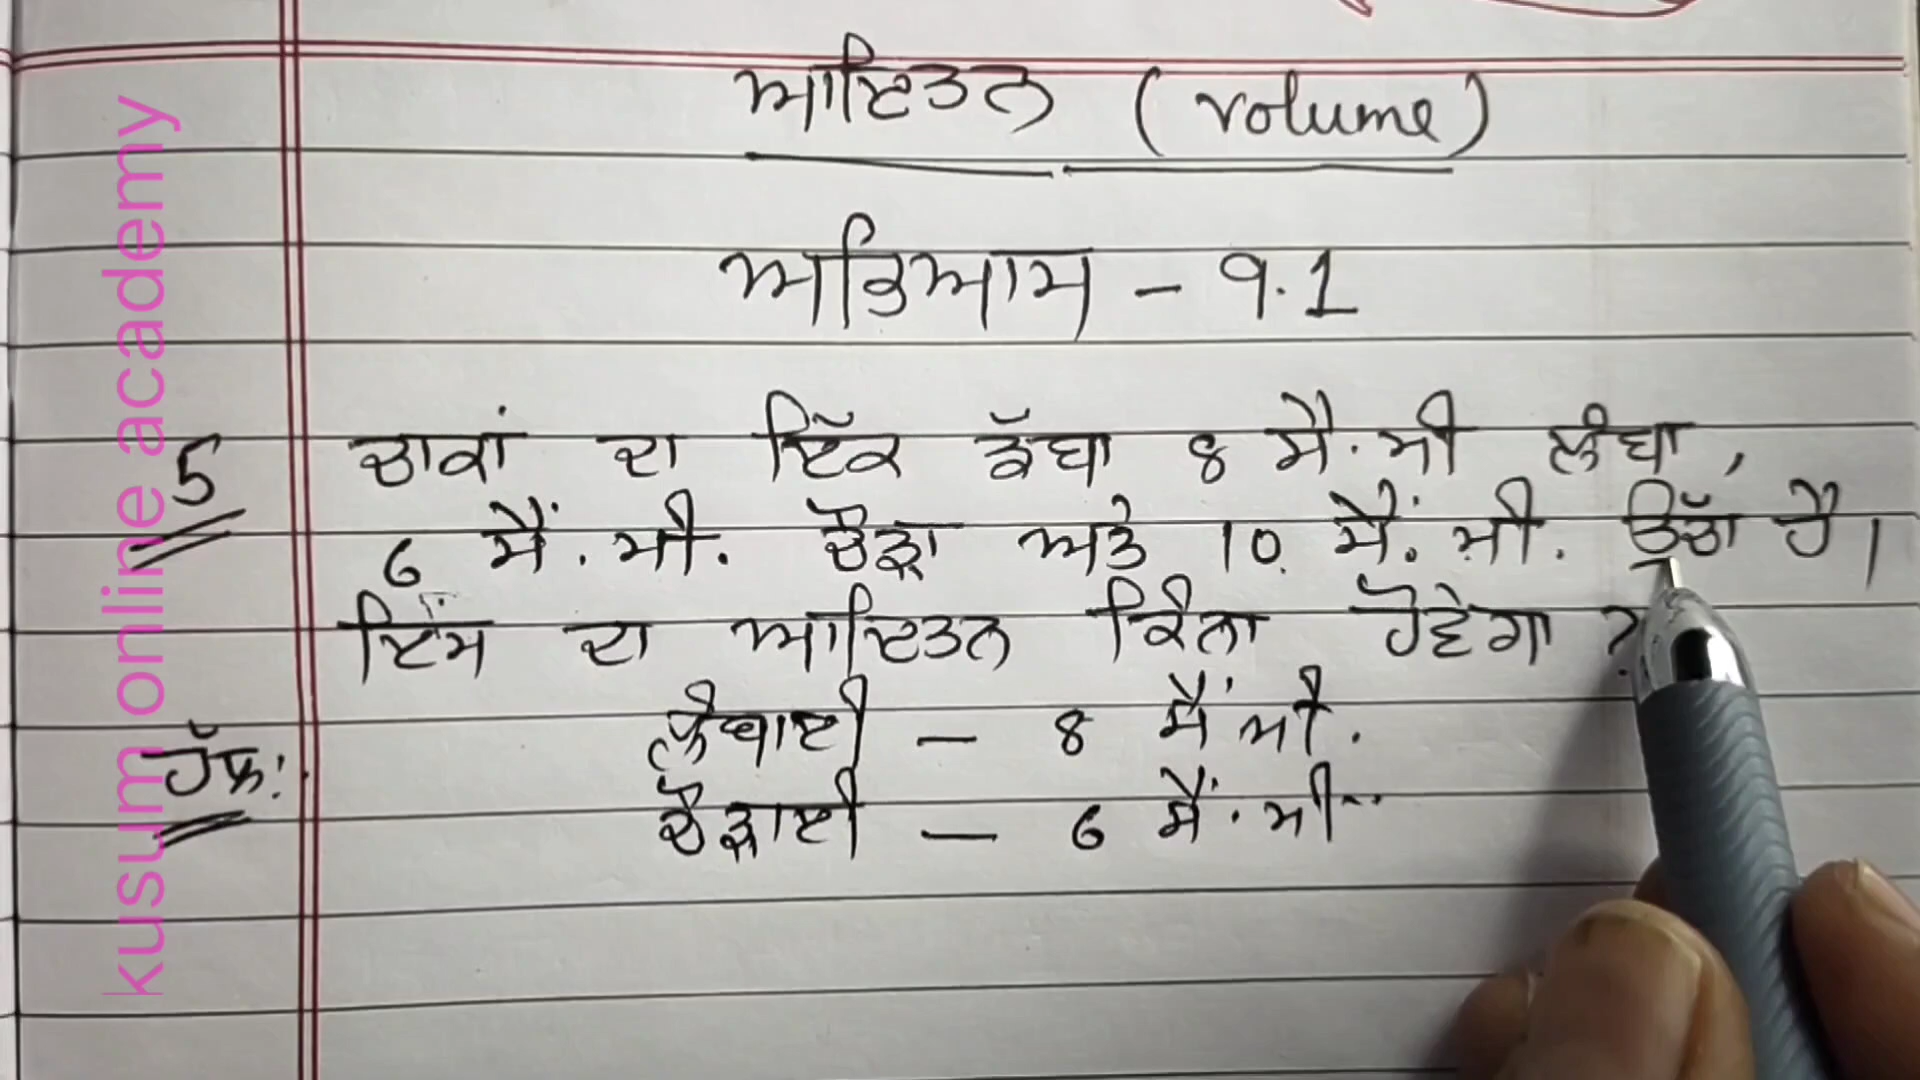 ਆਇਤਨ (volume)
ਅਭਿਆਸ - 9.1
5 ਚਾਕਾਂ ਦਾ ਇੱਕ ਡੱਬਾ 8 ਸੈ.ਮੀ ਲੰਬਾ,
6 ਸੈਂ.ਮੀ. ਚੌੜਾ ਅਤੇ 10 ਸੈਂ.ਮੀ. ਉੱਚਾ ਹੈ।
ਇਸ ਦਾ ਆਇਤਨ ਕਿੰਨਾ ਹੋਵੇਗਾ ?
ਹੱਲ: ਲੰਬਾਈ - 8 ਸੈਂ ਮੀ.
ਚੌੜਾਈ - 6 ਸੈਂ.ਮੀ.
kusum online academy